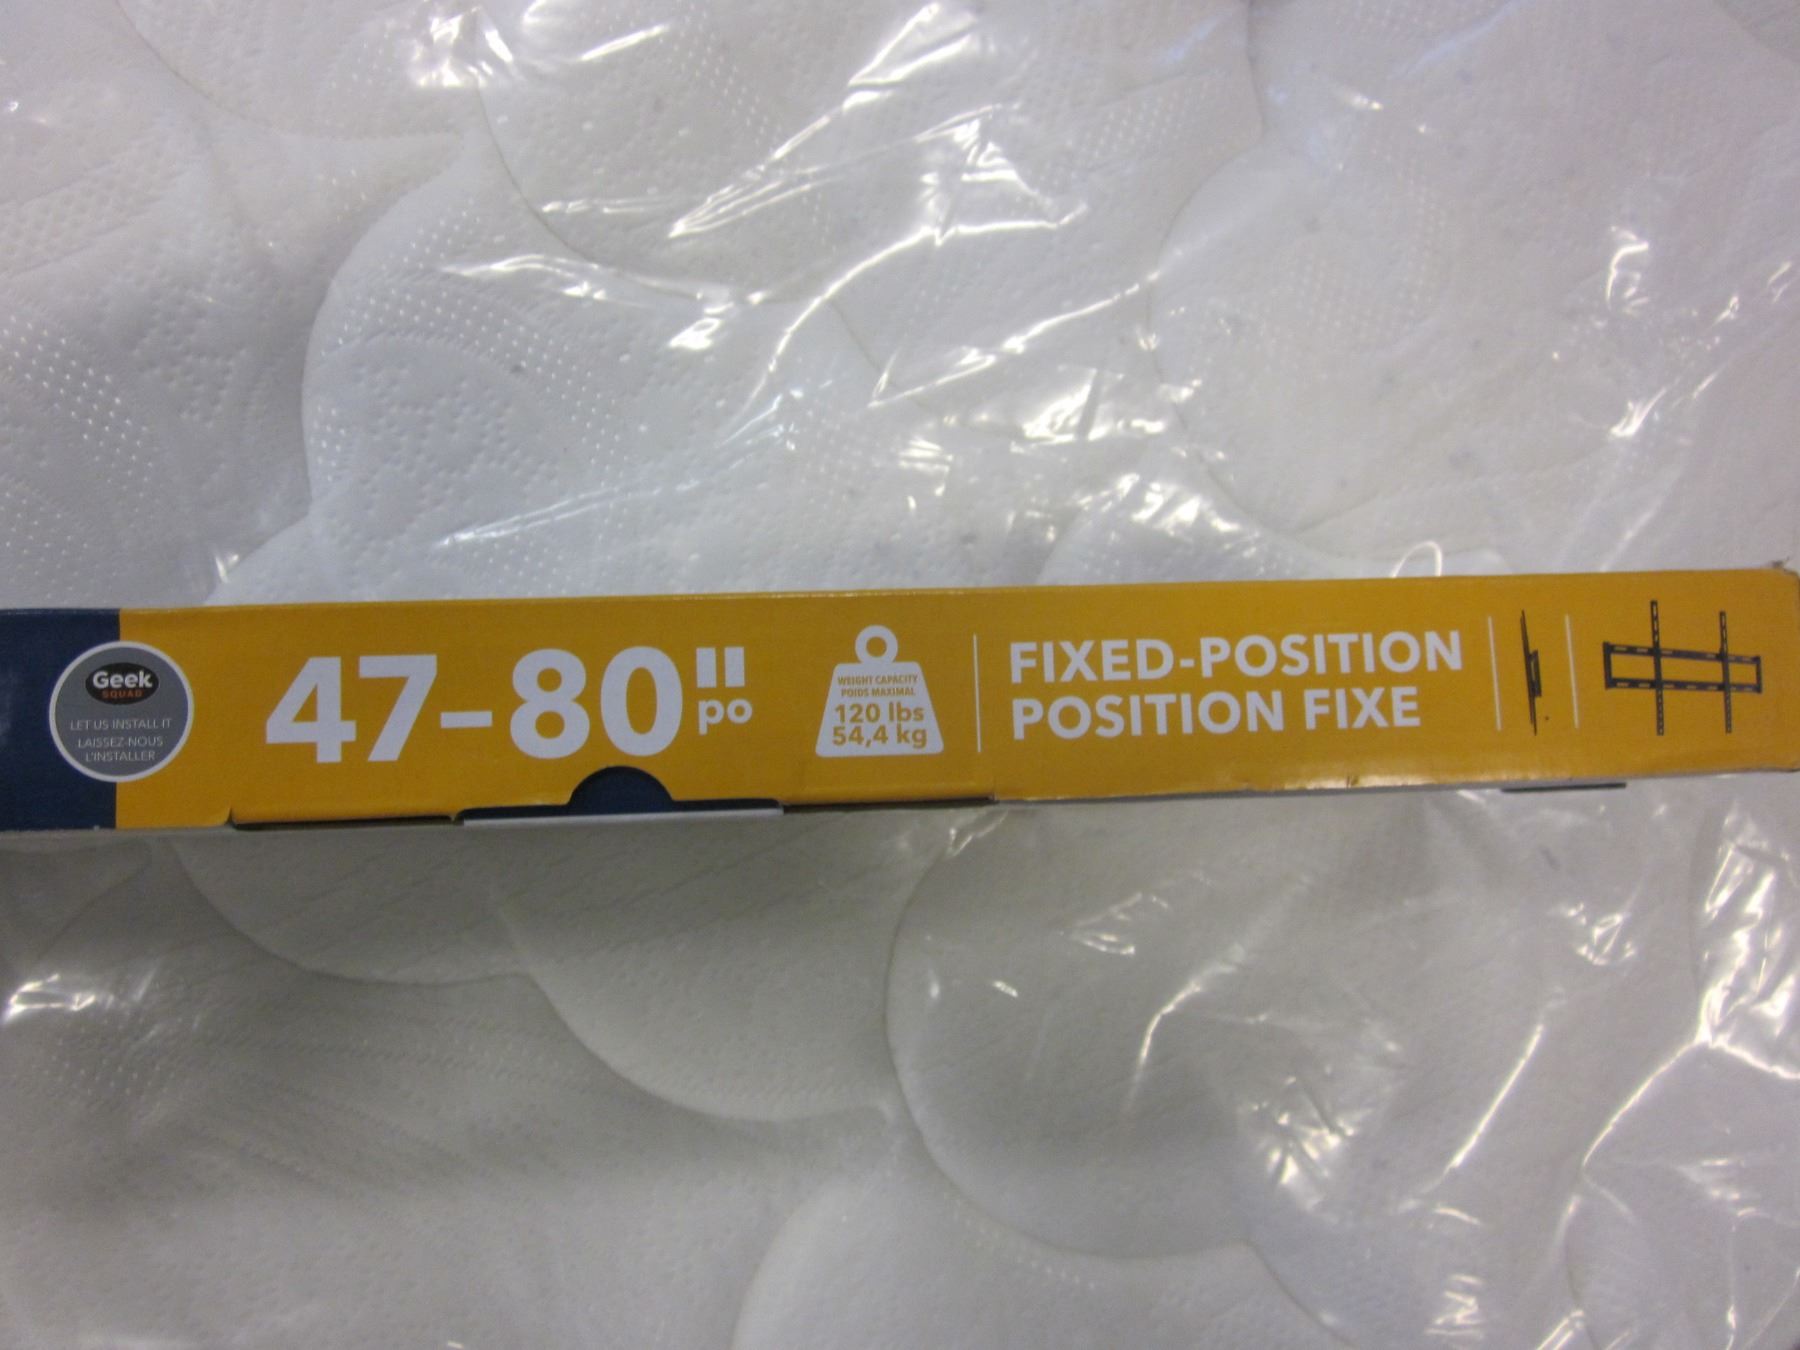 Geek
SQUAD
LET US INSTALL IT
LAISSEZ-NOUS
L'INSTALLER
47–80"
po
WEIGHT CAPACITY
POIDS MAXIMAL
120 lbs
54,4 kg
FIXED-POSITION
POSITION FIXE